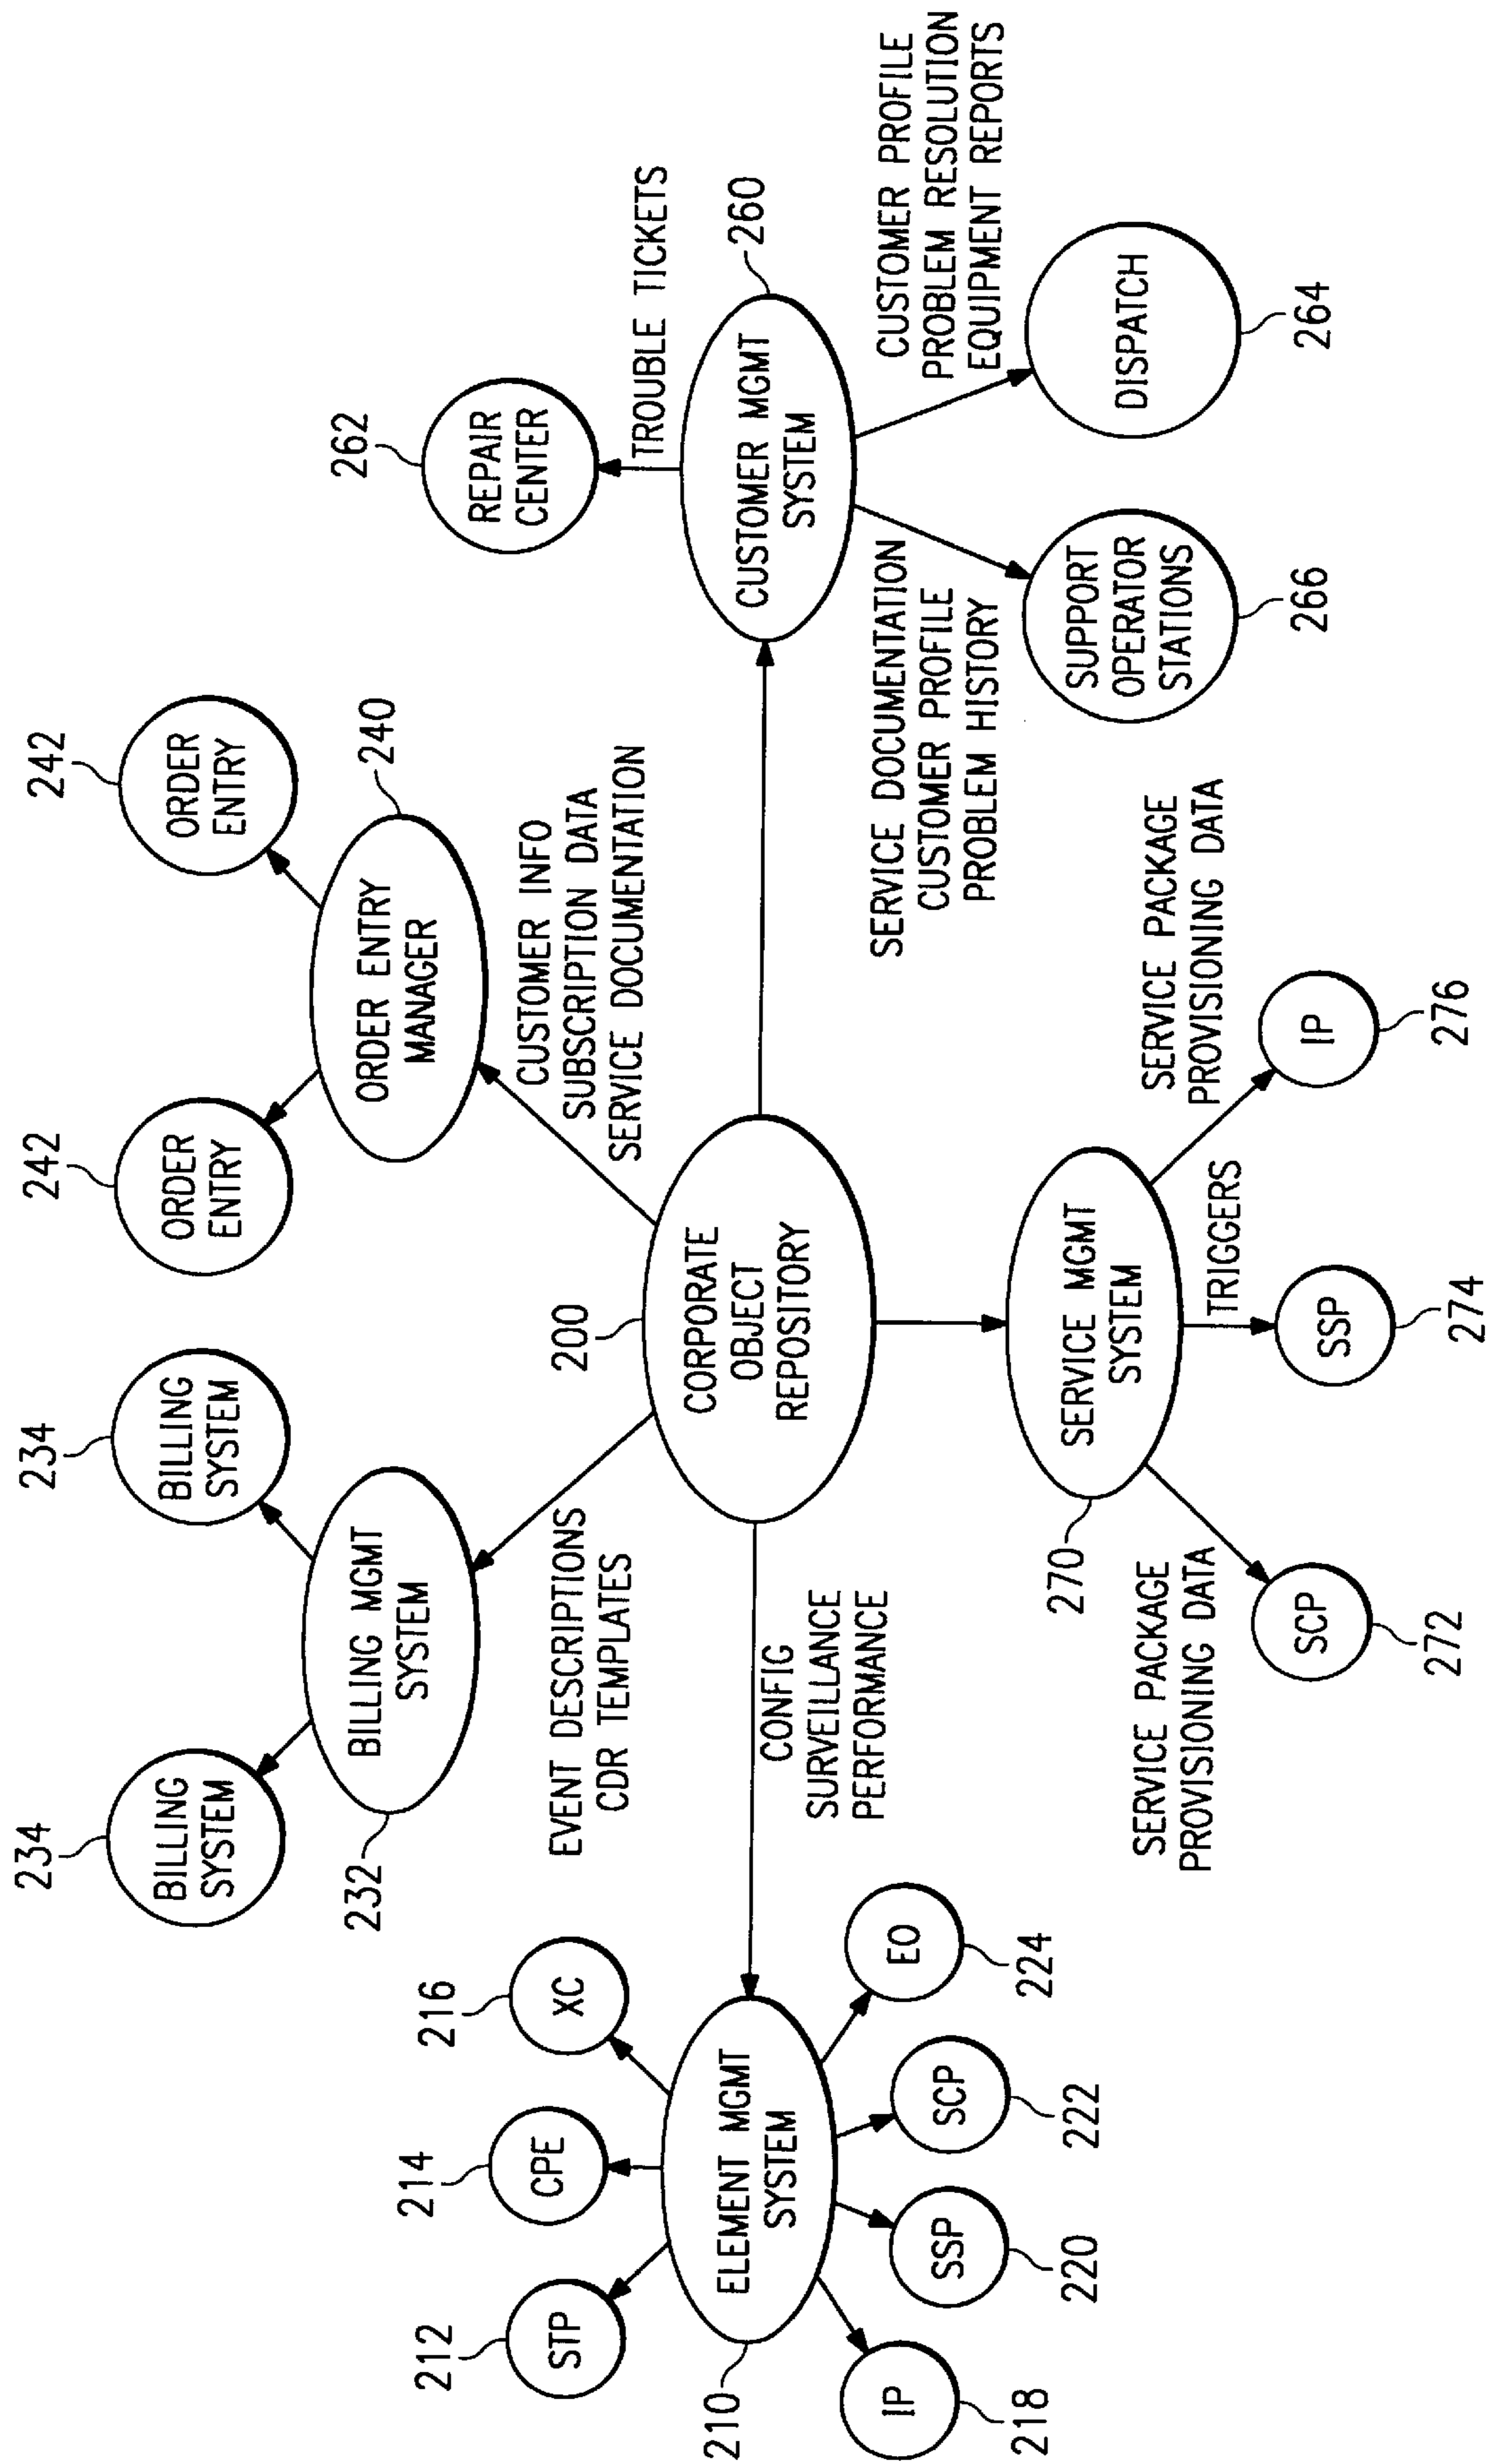 234
BILLING
SYSTEM
234
BILLING
SYSTEM
242
ORDER
ENTRY
242
ORDER
ENTRY
232
BILLING MGMT
SYSTEM
ORDER ENTRY
MANAGER
240
262
REPAIR
CENTER
TROUBLE TICKETS
212
STP
214
CPE
216
XC
EVENT DESCRIPTIONS
CDR TEMPLATES
CUSTOMER INFO
SUBSCRIPTION DATA
SERVICE DOCUMENTATION
200
CORPORATE
OBJECT
REPOSITORY
210
ELEMENT MGMT
SYSTEM
CONFIG
SURVEILLANCE
PERFORMANCE
CUSTOMER MGMT
SYSTEM
260
IP
218
SSP
220
SCP
222
EO
224
SERVICE DOCUMENTATION
CUSTOMER PROFILE
PROBLEM HISTORY
CUSTOMER PROFILE
PROBLEM RESOLUTION
EQUIPMENT REPORTS
SUPPORT
OPERATOR
STATIONS
266
DISPATCH
264
270
SERVICE MGMT
SYSTEM
SERVICE PACKAGE
PROVISIONING DATA
TRIGGERS
SERVICE PACKAGE
PROVISIONING DATA
SCP
272
SSP
274
IP
276